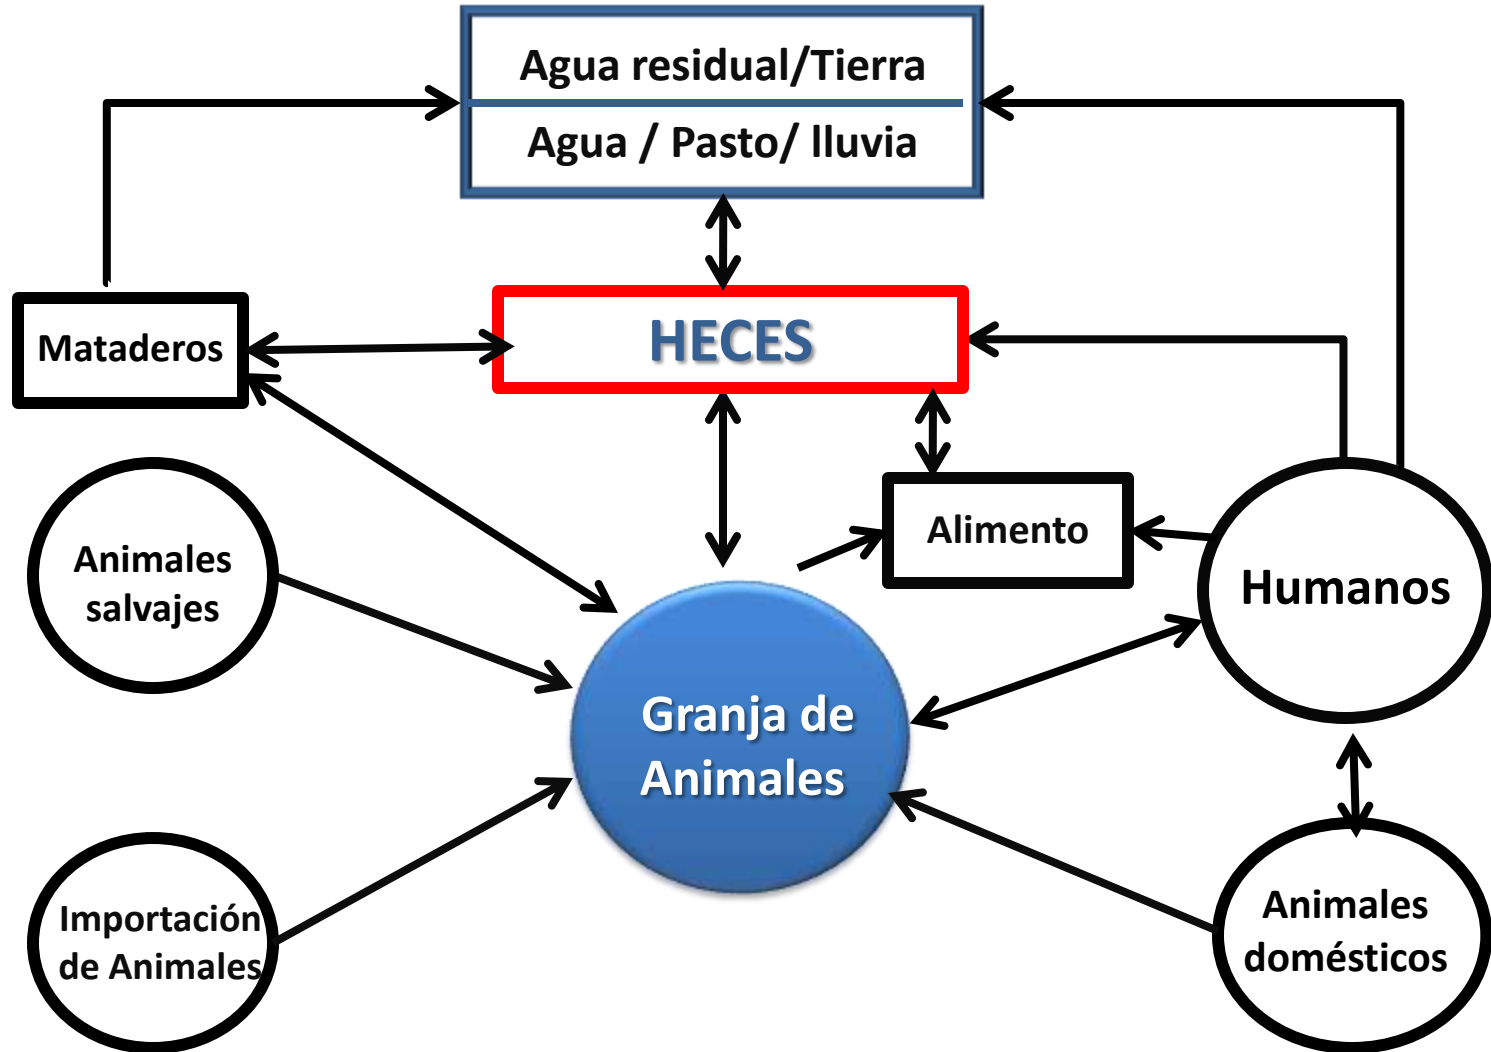 Agua residual/Tierra
Agua / Pasto/ lluvia
HECES
Mataderos
Alimento
Animales
salvajes
Humanos
Granja de
Animales
Importación
de Animales
Animales
domésticos